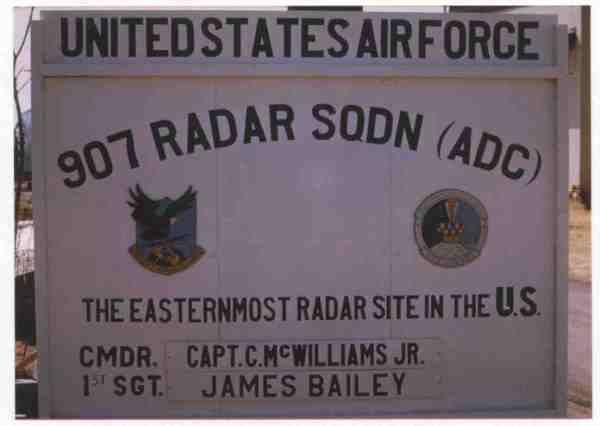 UNITED STATES AIR FORCE
907 RADAR SQDN (ADC)
THE EASTERNMOST RADAR SITE IN THE U.S.
CMDR. CAPT. C. McWILLIAMS JR.
1ST SGT. JAMES BAILEY